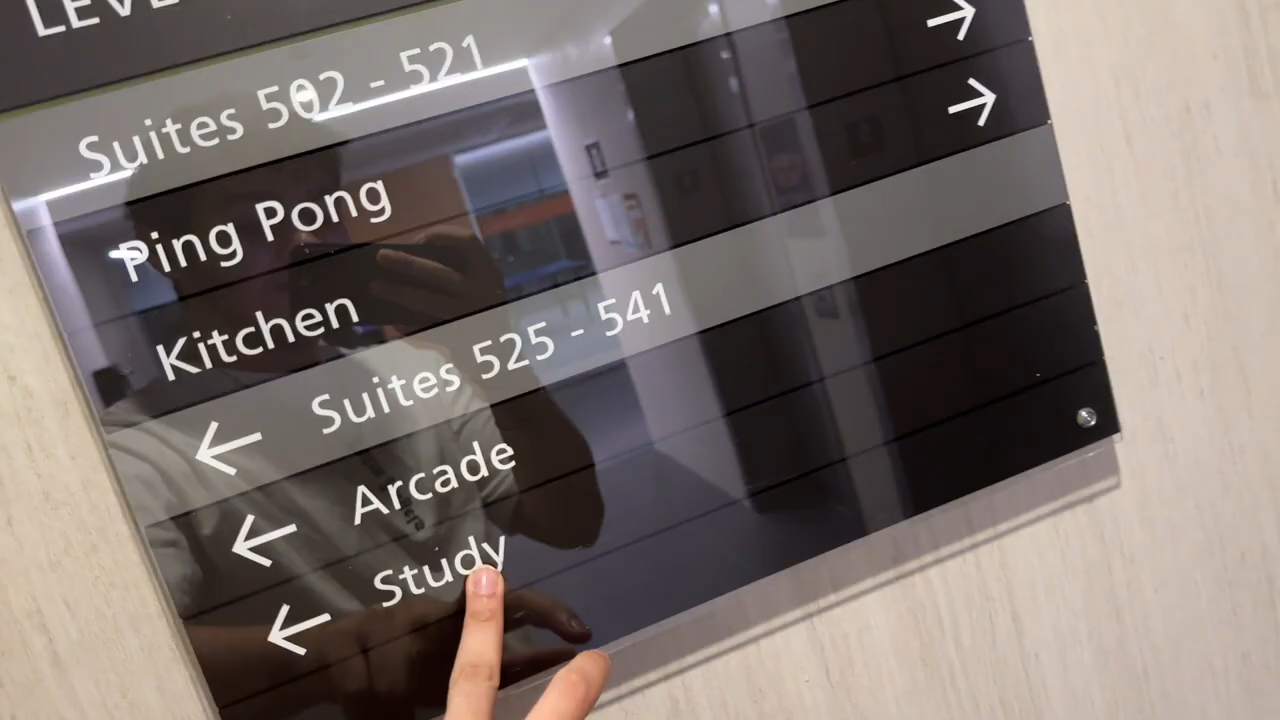 LEVE
Suites 502 - 521
Ping Pong
Kitchen
Suites 525 - 541
Arcade
Study